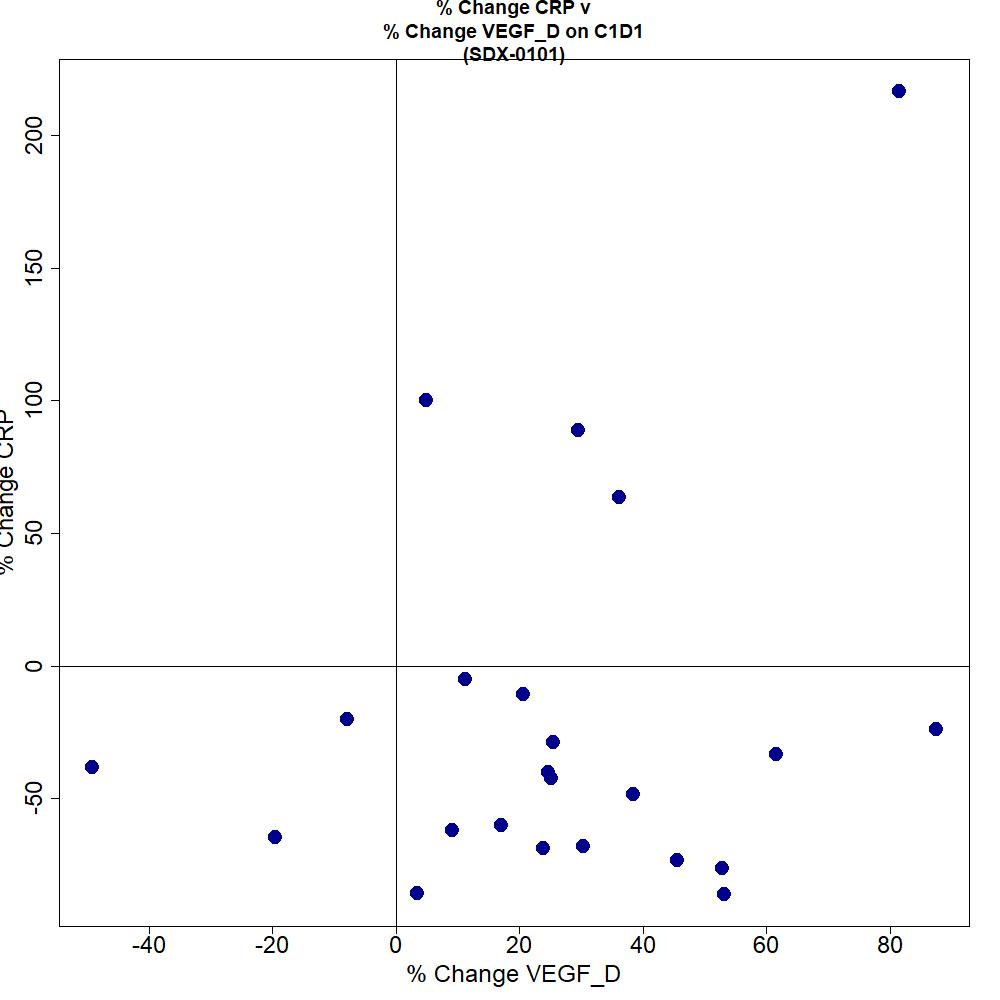 % Change CRP v
% Change VEGF_D on C1D1
(SDX-0101)
200
150
100
50
0
-50
% Change CRP
-40 -20 0 20 40 60 80
% Change VEGF_D